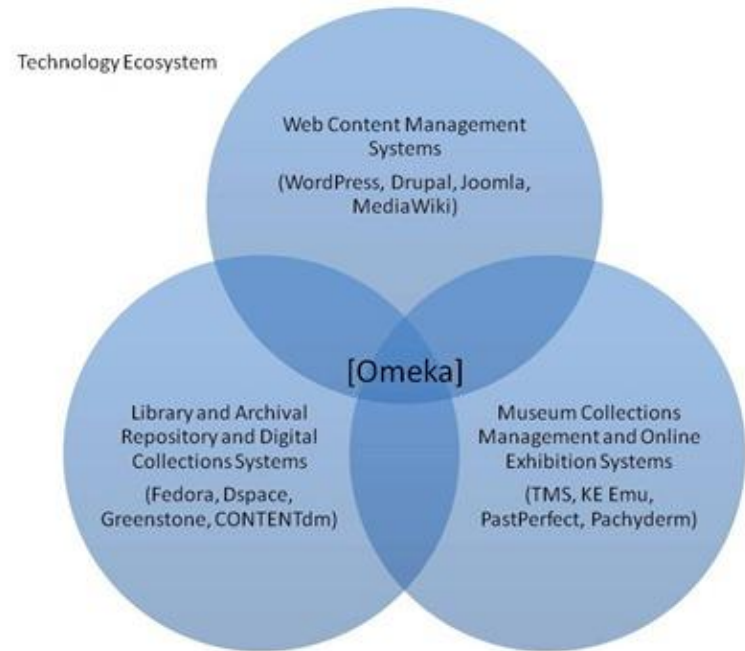 Technology Ecosystem
Web Content Management
Systems
(WordPress, Drupal, Joomla,
MediaWiki)
[Omeka]
Library and Archival
Repository and Digital
Collections Systems
(Fedora, Dspace,
Greenstone, CONTENTdm)
Museum Collections
Management and Online
Exhibition Systems
(TMS, KE Emu,
PastPerfect, Pachyderm)